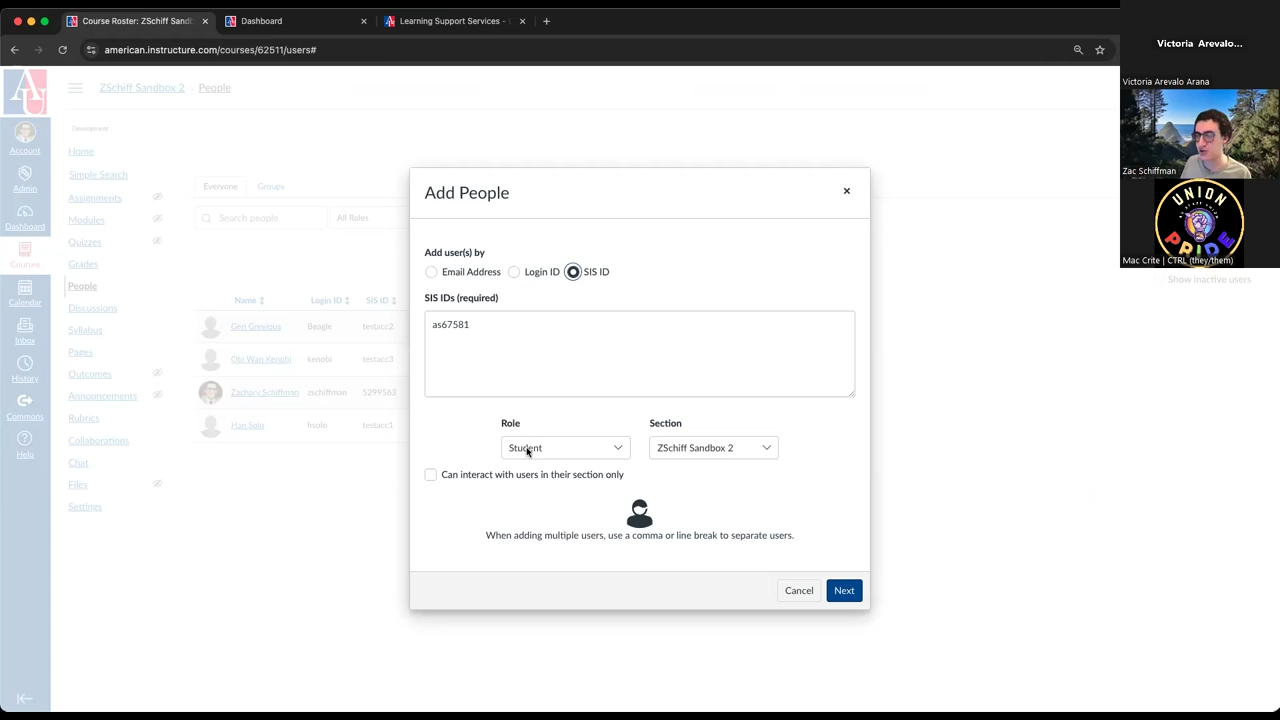 Course Roster: ZSchiff Sandb
Dashboard
Learning Support Services -
american.instructure.com/courses/62511/users#
Victoria Arevalo...
Victoria Arevalo Arana
Zac Schiffman
UNION
PRIDE
Mac Crite | CTRL (they/them)
Account
Admin
Dashboard
Courses
Calendar
Inbox
History
Commons
Help
ZSchiff Sandbox 2 › People
Development
Home
Simple Search
Assignments
Modules
Quizzes
Grades
People
Discussions
Syllabus
Pages
Outcomes
Announcements
Rubrics
Collaborations
Chat
Files
Settings
Everyone
Groups
Search people
All Roles
Show inactive users
Name Login ID SIS ID
Gen Grevious Beagle testacc2
Obi Wan Kenobi kenobi testacc3
Zachary Schiffman zschiffman 5299563
Han Solo hsolo testacc1
Add People
Add user(s) by
Email Address Login ID SIS ID
SIS IDs (required)
as67581
Role Section
Student ZSchiff Sandbox 2
Can interact with users in their section only
When adding multiple users, use a comma or line break to separate users.
Cancel Next